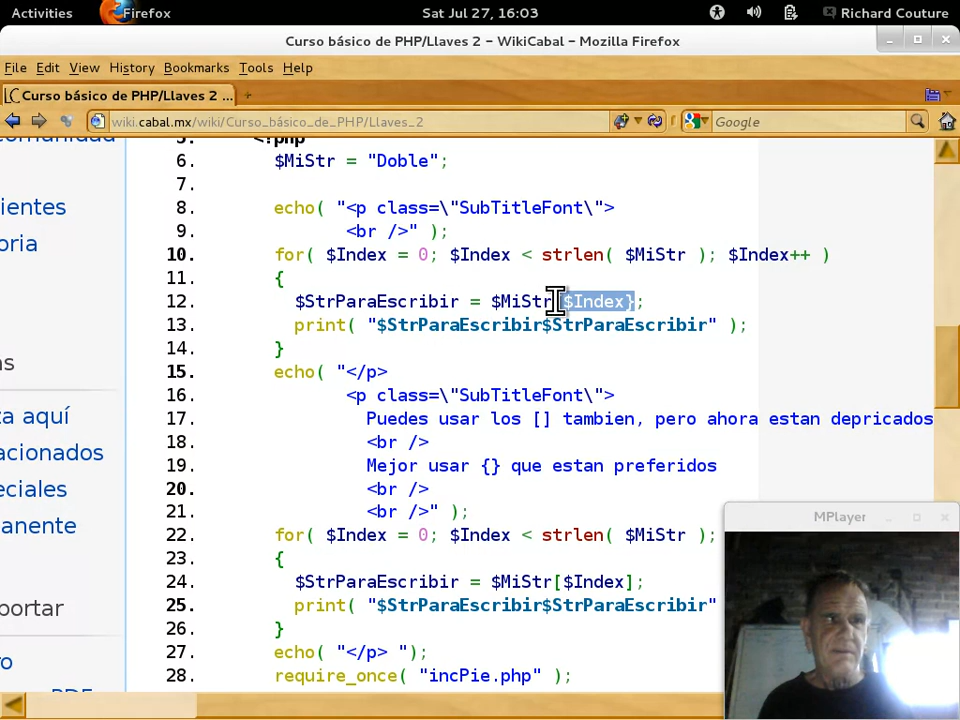 Activities Firefox Sat Jul 27, 16:03 Richard Couture
Curso básico de PHP/Llaves 2 - WikiCabal - Mozilla Firefox
File Edit View History Bookmarks Tools Help
Curso básico de PHP/Llaves 2 ...
wiki.cabal.mx/wiki/Curso_básico_de_PHP/Llaves_2 Google
comunidad
ientes
oria
as
ta aquí
acionados
eciales
anente
portar
o
PDF
5. <?php
6. $MiStr = "Doble";
7.
8. echo( "<p class=\"SubTitleFont\">
9. <br />" );
10. for( $Index = 0; $Index < strlen( $MiStr ); $Index++ )
11. {
12. $StrParaEscribir = $MiStr{$Index};
13. print( "$StrParaEscribir$StrParaEscribir" );
14. }
15. echo( "</p>
16. <p class=\"SubTitleFont\">
17. Puedes usar los [] tambien, pero ahora estan depricados
18. <br />
19. Mejor usar {} que estan preferidos
20. <br />
21. <br />" );
22. for( $Index = 0; $Index < strlen( $MiStr );
23. {
24. $StrParaEscribir = $MiStr[$Index];
25. print( "$StrParaEscribir$StrParaEscribir"
26. }
27. echo( "</p> ");
28. require_once( "incPie.php" );
MPlayer